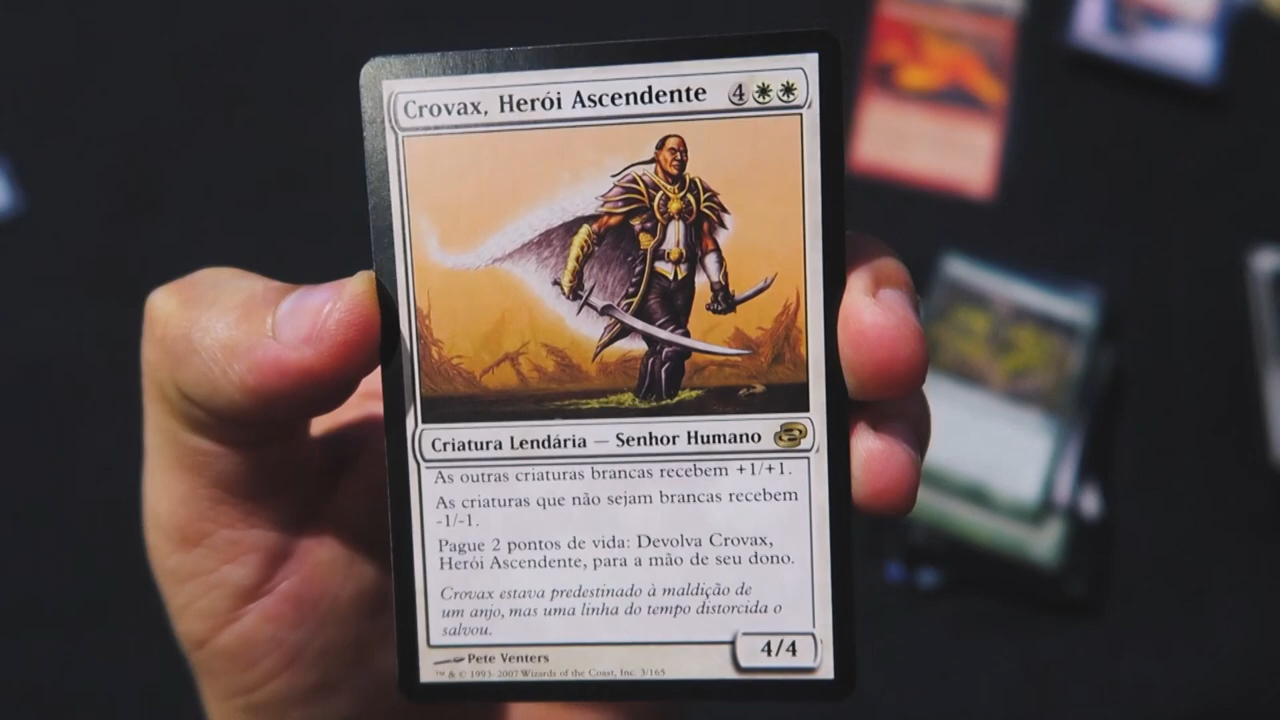 Crovax, Herói Ascendente 4
Criatura Lendária — Senhor Humano
As outras criaturas brancas recebem +1/+1.
As criaturas que não sejam brancas recebem
-1/-1.
Pague 2 pontos de vida: Devolva Crovax,
Herói Ascendente, para a mão de seu dono.
Crovax estava predestinado à maldição de
um anjo, mas uma linha do tempo distorcida o
salvou.
4/4
Pete Venters
™ & © 1993-2007 Wizards of the Coast, Inc. 3/165